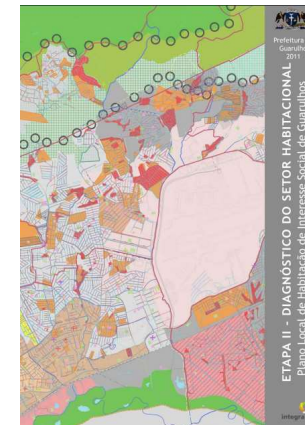 Prefeitura
Guarulhos
2011
ETAPA II - DIAGNÓSTICO DO SETOR HABITACIONAL
Plano Local de Habitação de Interesse Social de Guarulhos